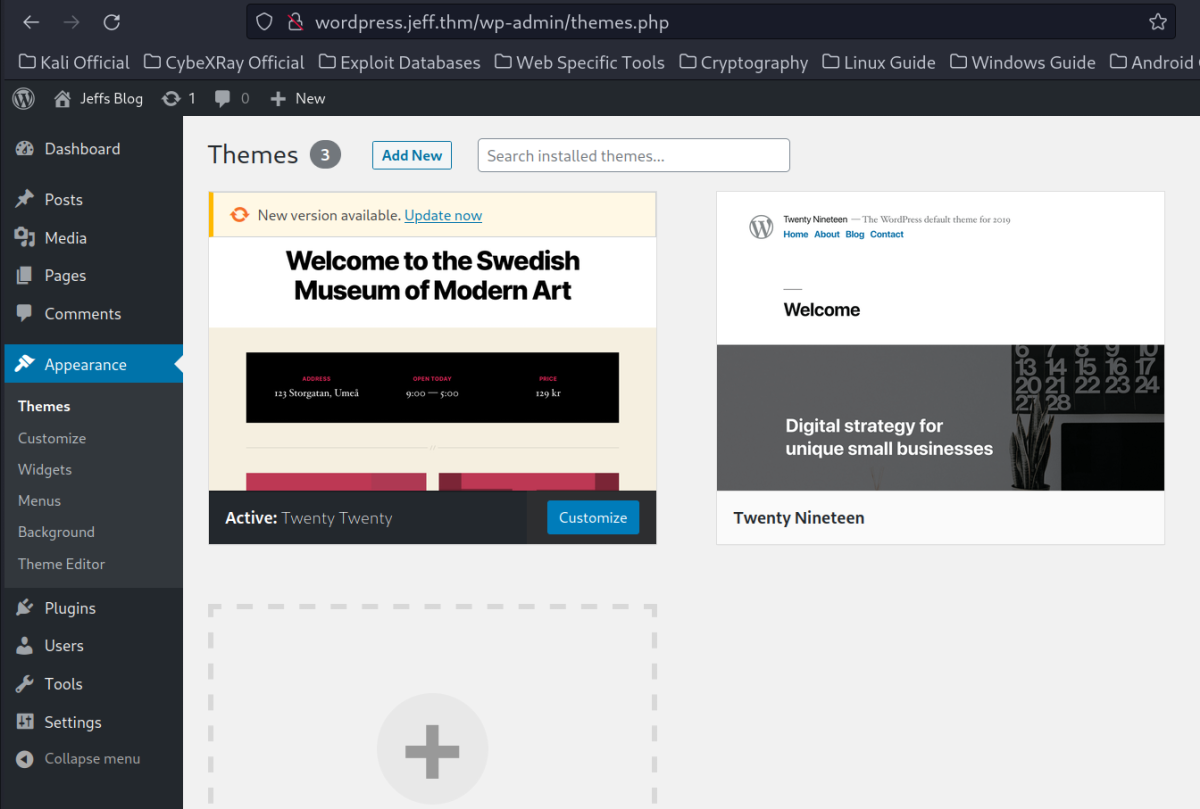 wordpress.jeff.thm/wp-admin/themes.php
Kali Official CybeXRay Official Exploit Databases Web Specific Tools Cryptography Linux Guide Windows Guide Android
Jeffs Blog 1 0 New
Dashboard
Posts
Media
Pages
Comments
Appearance
Themes
Customize
Widgets
Menus
Background
Theme Editor
Plugins
Users
Tools
Settings
Collapse menu
Themes 3 Add New Search installed themes...
New version available. Update now
Welcome to the Swedish
Museum of Modern Art
ADDRESS OPEN TODAY PRICE
123 Storgatan, Umeå 9:00 — 5:00 129 kr
Active: Twenty Twenty Customize
Twenty Nineteen — The WordPress default theme for 2019
Home About Blog Contact
Welcome
6 7 8 9 10
13 14 15 16 17
20 21 22 23 24
27 28
Digital strategy for
unique small businesses
Twenty Nineteen